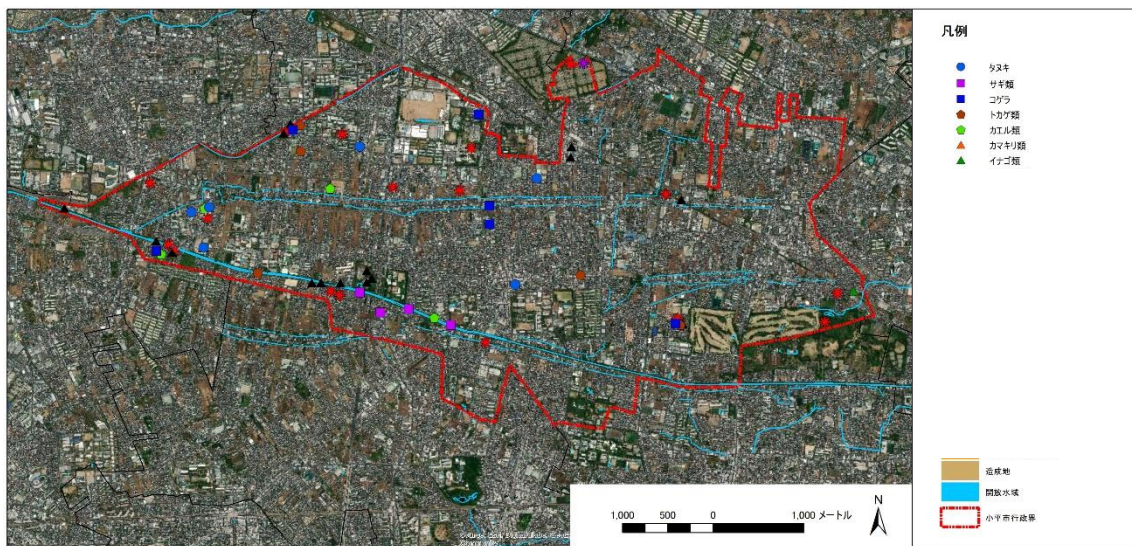 凡例
タヌキ
サギ類
コゲラ
トカゲ類
カエル類
カマキリ類
イナゴ類
造成地
開放水域
小平市行政界
N
1,000 500 0 1,000 メートル